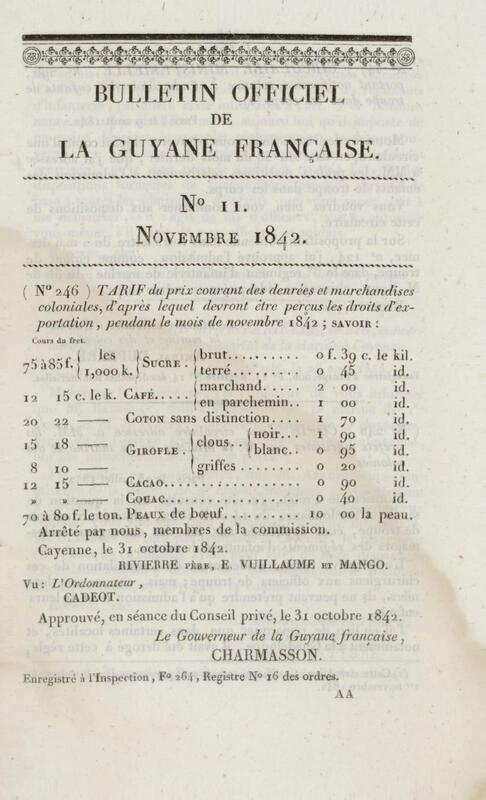 BULLETIN OFFICIEL
DE
LA GUYANE FRANÇAISE.
Nº 11.
NOVEMBRE 1842.
( Nº 246 ) TARIF du prix courant des denrées et marchandises
coloniales, d'après lequel devront être perçus les droits d'ex-
portation, pendant le mois de novembre 1842 ; SAVOIR :
Cours du fret.
75 à 85 f. { les 1,000 k. } SUCRE . { brut.......... 0 f. 39 c. le kil.
{ terré.......... 0 45 id.
12 15 c. le k. CAFÉ..... { marchand..... 2 00 id.
{ en parchemin.. 1 00 id.
20 22 —— COTON sans distinction.... 1 70 id.
15 18 —— GIROFLE . { clous.. { noir... 1 90 id.
{ blanc.. 0 95 id.
8 10 —— { griffes........ 0 20 id.
12 15 —— CACAO.................. 0 90 id.
» » —— COUAC.................. 0 40 id.
70 à 80 f. le ton. PEAUX de bœuf........ 10 00 la peau.
Arrêté par nous, membres de la commission.
Cayenne, le 31 octobre 1842.
RIVIERRE PÈRE, E. VUILLAUME ET MANGO.
Vu : L'Ordonnateur,
CADEOT.
Approuvé, en séance du Conseil privé, le 31 octobre 1842.
Le Gouverneur de la Guyane française,
CHARMASSON.
Enregistré à l'Inspection, Fº 264, Registre Nº 16 des ordres.
AA